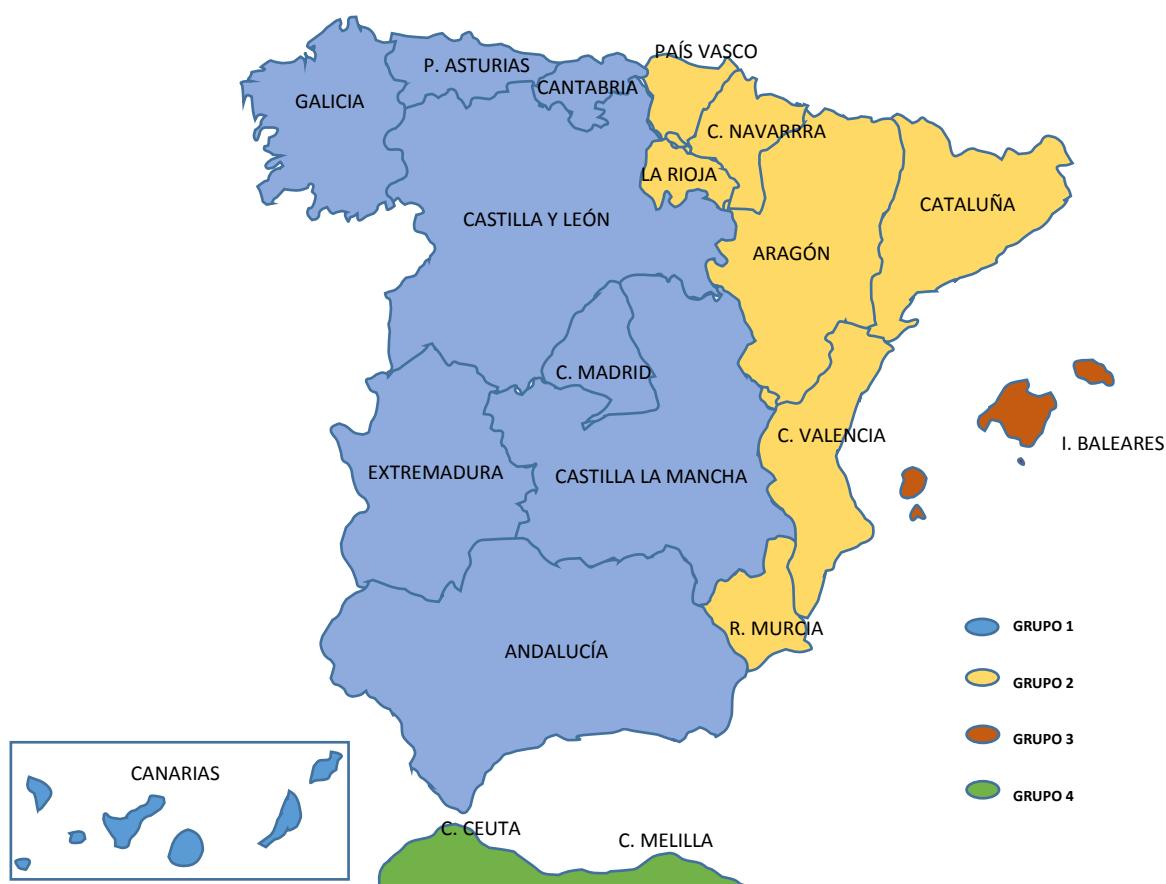 PAÍS VASCO
P. ASTURIAS
CANTABRIA
GALICIA
C. NAVARRRA
LA RIOJA
CATALUÑA
CASTILLA Y LEÓN
ARAGÓN
C. MADRID
C. VALENCIA
I. BALEARES
EXTREMADURA
CASTILLA LA MANCHA
R. MURCIA
ANDALUCÍA
GRUPO 1
GRUPO 2
GRUPO 3
GRUPO 4
CANARIAS
C. CEUTA
C. MELILLA